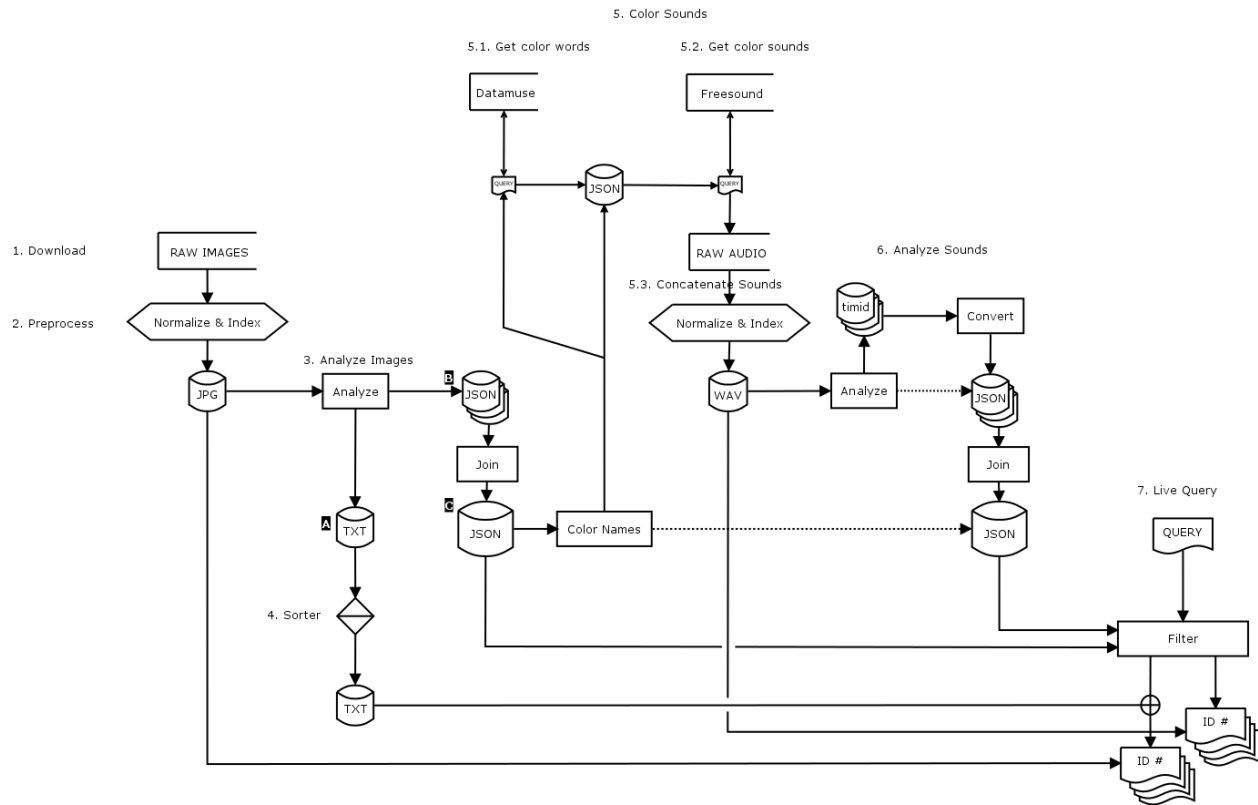 5. Color Sounds
5.1. Get color words
5.2. Get color sounds
Datamuse
Freesound
QUERY
JSON
QUERY
1. Download
RAW IMAGES
RAW AUDIO
6. Analyze Sounds
5.3. Concatenate Sounds
timid
Convert
2. Preprocess
Normalize & Index
Normalize & Index
3. Analyze Images
JPG
Analyze
B
JSON
WAV
Analyze
JSON
Join
Join
7. Live Query
A
TXT
C
JSON
Color Names
JSON
QUERY
4. Sorter
Filter
TXT
ID #
ID #